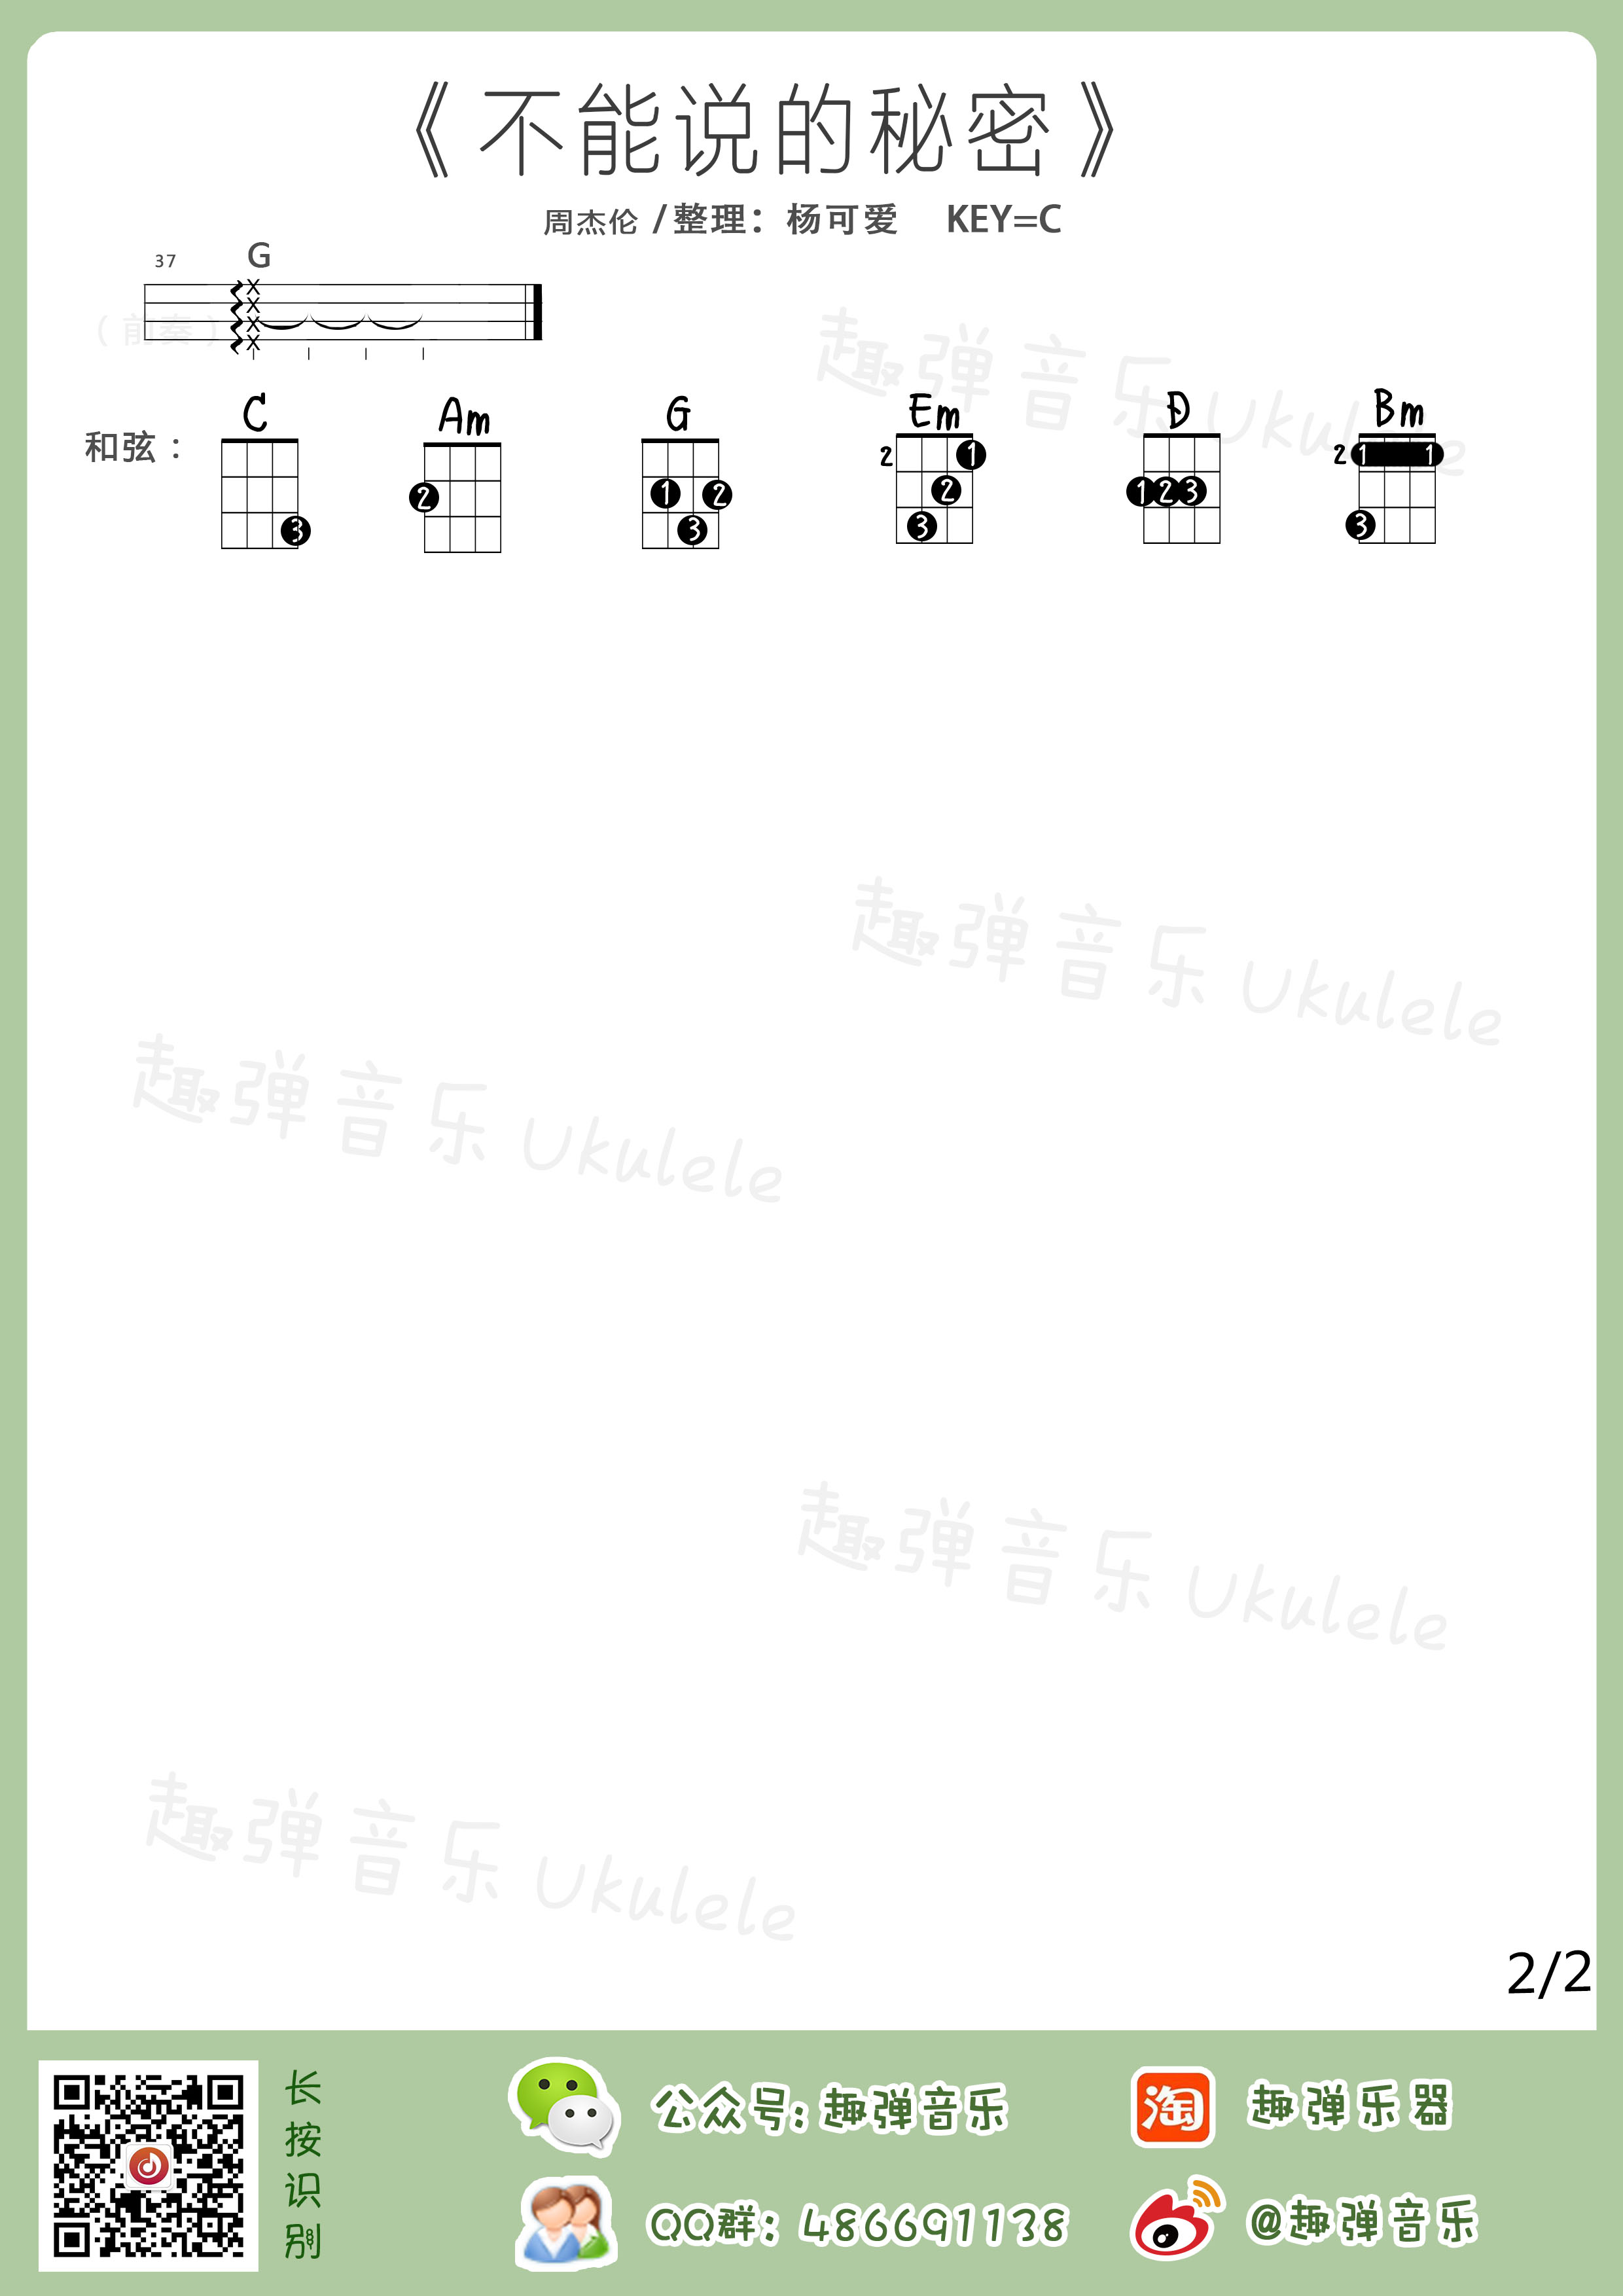 《不能说的秘密》
周杰伦 / 整理：杨可爱 KEY=C
37 G
X
X
X
X
（前奏）
趣弹音乐 Ukulele
和弦：
C Am G Em D Bm
3
2
1 2 3
2 1 2 3
1 2 3
2 1 1 3
趣弹音乐 Ukulele
趣弹音乐 Ukulele
趣弹音乐 Ukulele
趣弹音乐 Ukulele
2/2
长按识别
公众号：趣弹音乐
淘 趣弹乐器
QQ群：486691138
@趣弹音乐